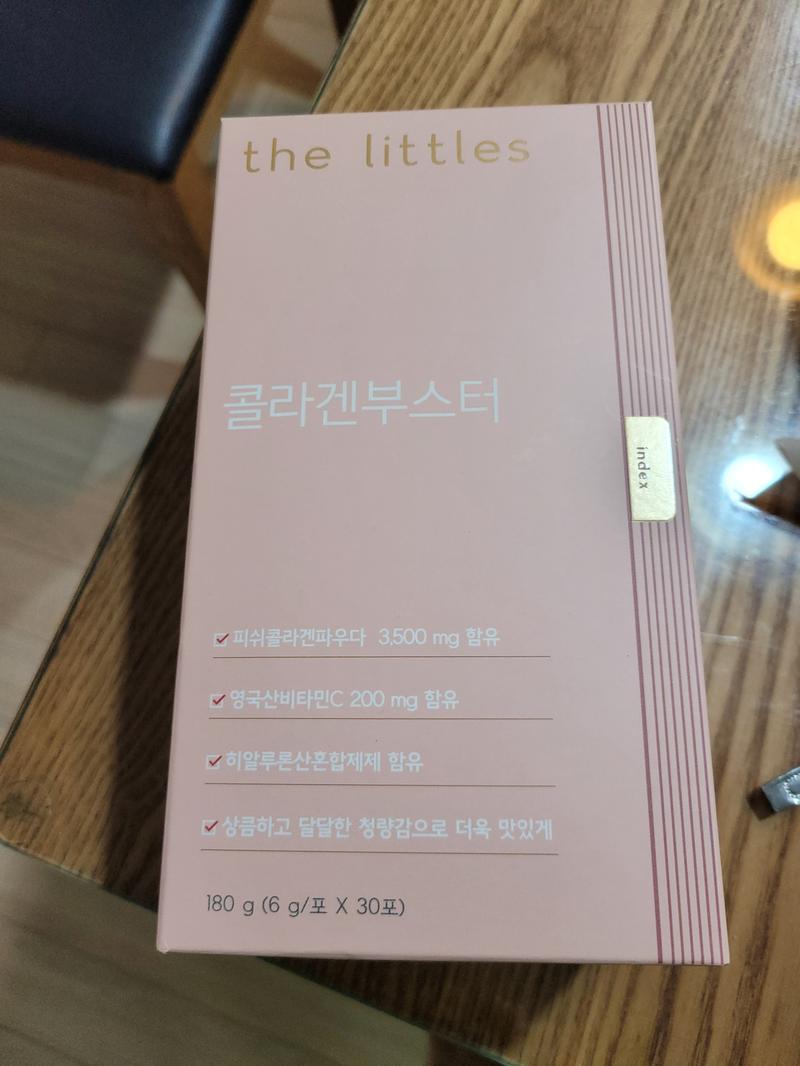 the littles
콜라겐부스터
index
피쉬콜라겐파우다 3,500 mg 함유
영국산비타민C 200 mg 함유
히알루론산혼합제제 함유
상큼하고 달달한 청량감으로 더욱 맛있게
180 g (6 g/포 X 30포)